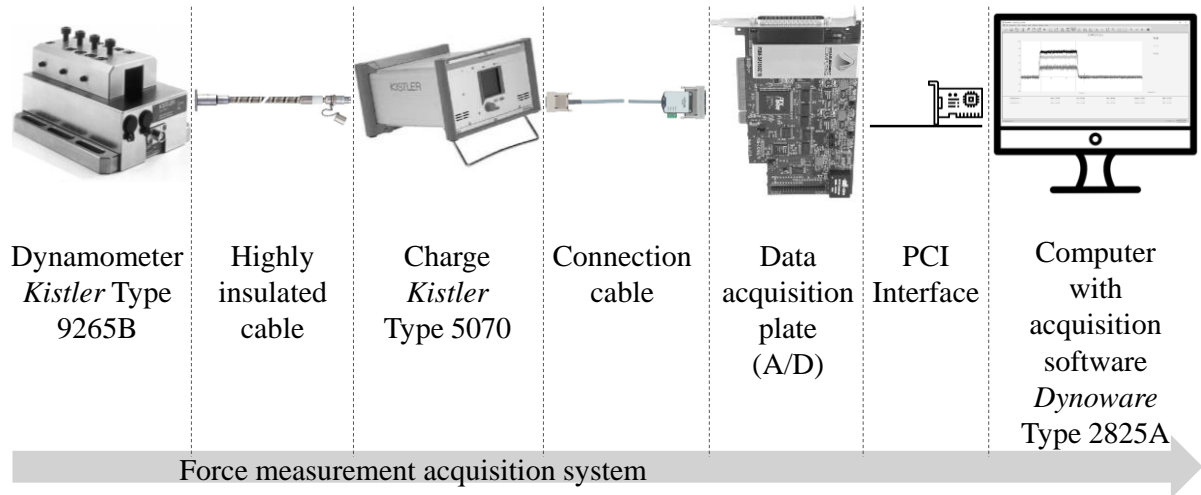 KISTLER
KISTLER
Dynamometer
Kistler Type
9265B
Highly
insulated
cable
Charge
Kistler
Type 5070
Connection
cable
Data
acquisition
plate
(A/D)
PCI
Interface
Computer
with
acquisition
software
Dynoware
Type 2825A
Force measurement acquisition system